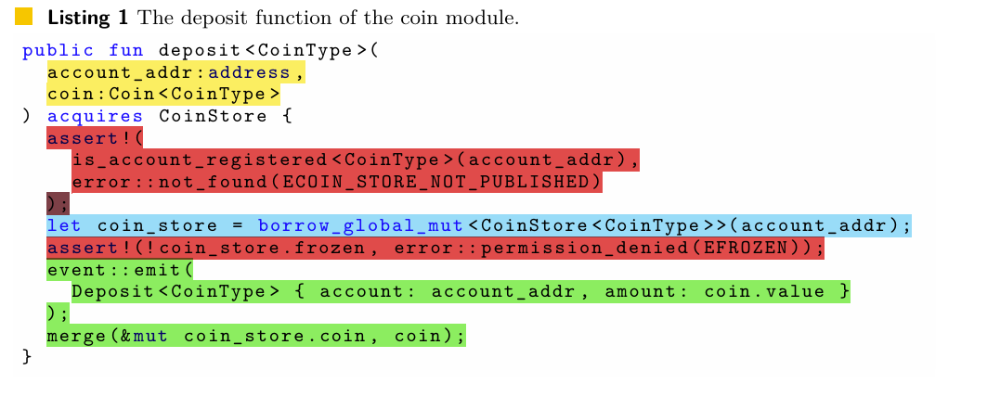 Listing 1 The deposit function of the coin module.
public fun deposit<CoinType>(
account_addr:address,
coin:Coin<CoinType>
) acquires CoinStore {
assert!(
is_account_registered<CoinType>(account_addr),
error::not_found(ECOIN_STORE_NOT_PUBLISHED)
);
let coin_store = borrow_global_mut<CoinStore<CoinType>>(account_addr);
assert!(!coin_store.frozen, error::permission_denied(EFROZEN));
event::emit(
Deposit<CoinType> { account: account_addr, amount: coin.value }
);
merge(&mut coin_store.coin, coin);
}